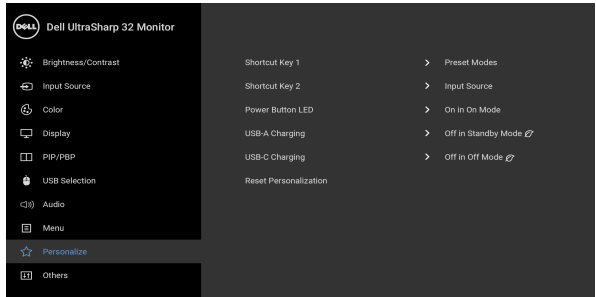 DELL Dell UltraSharp 32 Monitor
Brightness/Contrast
Input Source
Color
Display
PIP/PBP
USB Selection
Audio
Menu
Personalize
Others
Shortcut Key 1 > Preset Modes
Shortcut Key 2 > Input Source
Power Button LED > On in On Mode
USB-A Charging > Off in Standby Mode
USB-C Charging > Off in Off Mode
Reset Personalization